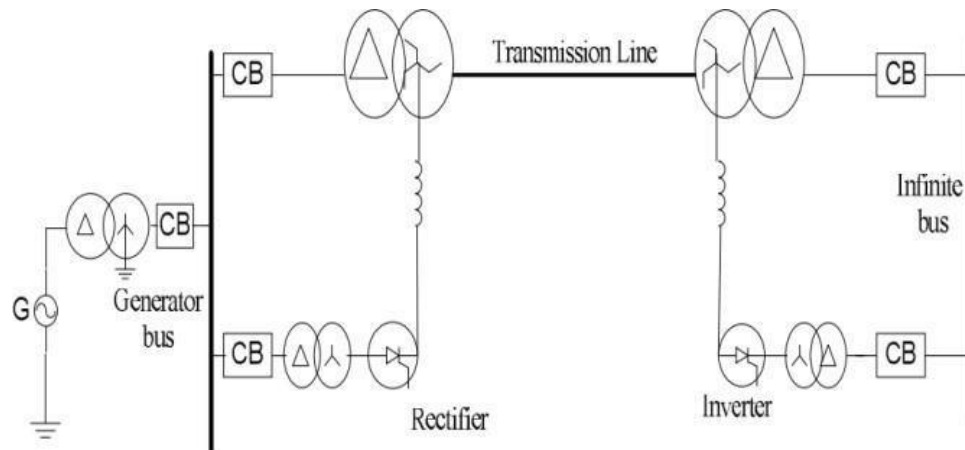 CB
Transmission Line
CB
CB
Infinite
bus
G
Generator
bus
CB
Rectifier
Inverter
CB